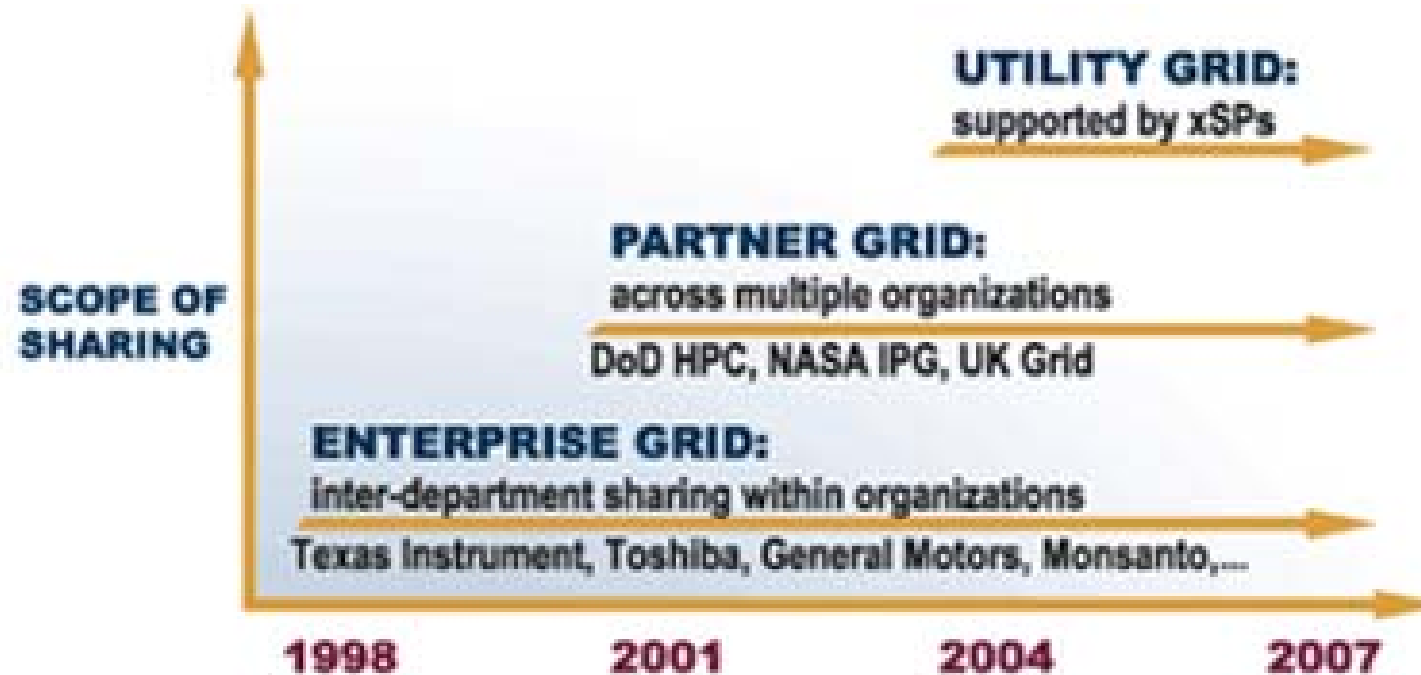 UTILITY GRID:
supported by xSPs
PARTNER GRID:
across multiple organizations
DoD HPC, NASA IPG, UK Grid
SCOPE OF
SHARING
ENTERPRISE GRID:
inter-department sharing within organizations
Texas Instrument, Toshiba, General Motors, Monsanto,...
1998 2001 2004 2007